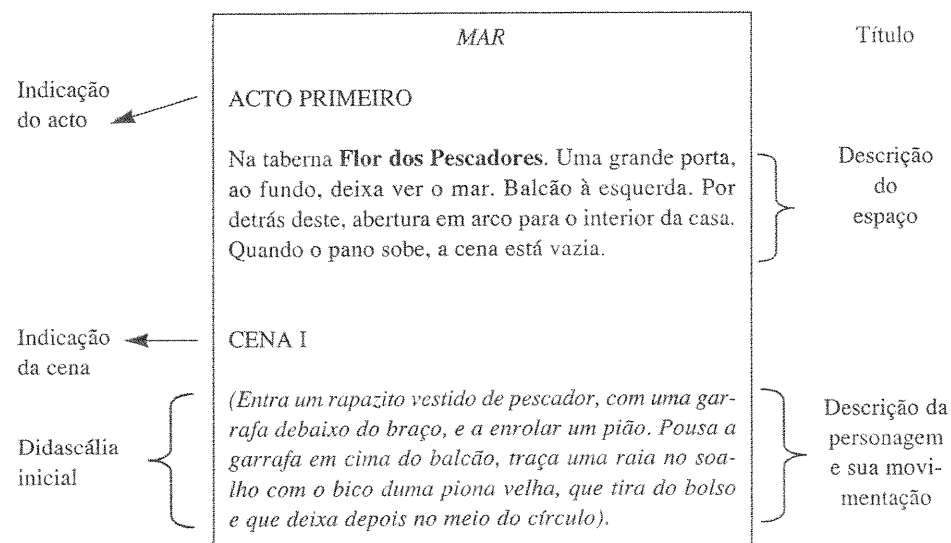 MAR
Título
Indicação
do acto
ACTO PRIMEIRO
Na taberna Flor dos Pescadores. Uma grande porta,
ao fundo, deixa ver o mar. Balcão à esquerda. Por
detrás deste, abertura em arco para o interior da casa.
Quando o pano sobe, a cena está vazia.
Descrição
do
espaço
Indicação
da cena
CENA I
Didascália
inicial
(Entra um rapazito vestido de pescador, com uma gar-
rafa debaixo do braço, e a enrolar um pião. Pousa a
garrafa em cima do balcão, traça uma raia no soa-
lho com o bico duma piona velha, que tira do bolso
e que deixa depois no meio do círculo).
Descrição da
personagem
e sua movi-
mentação